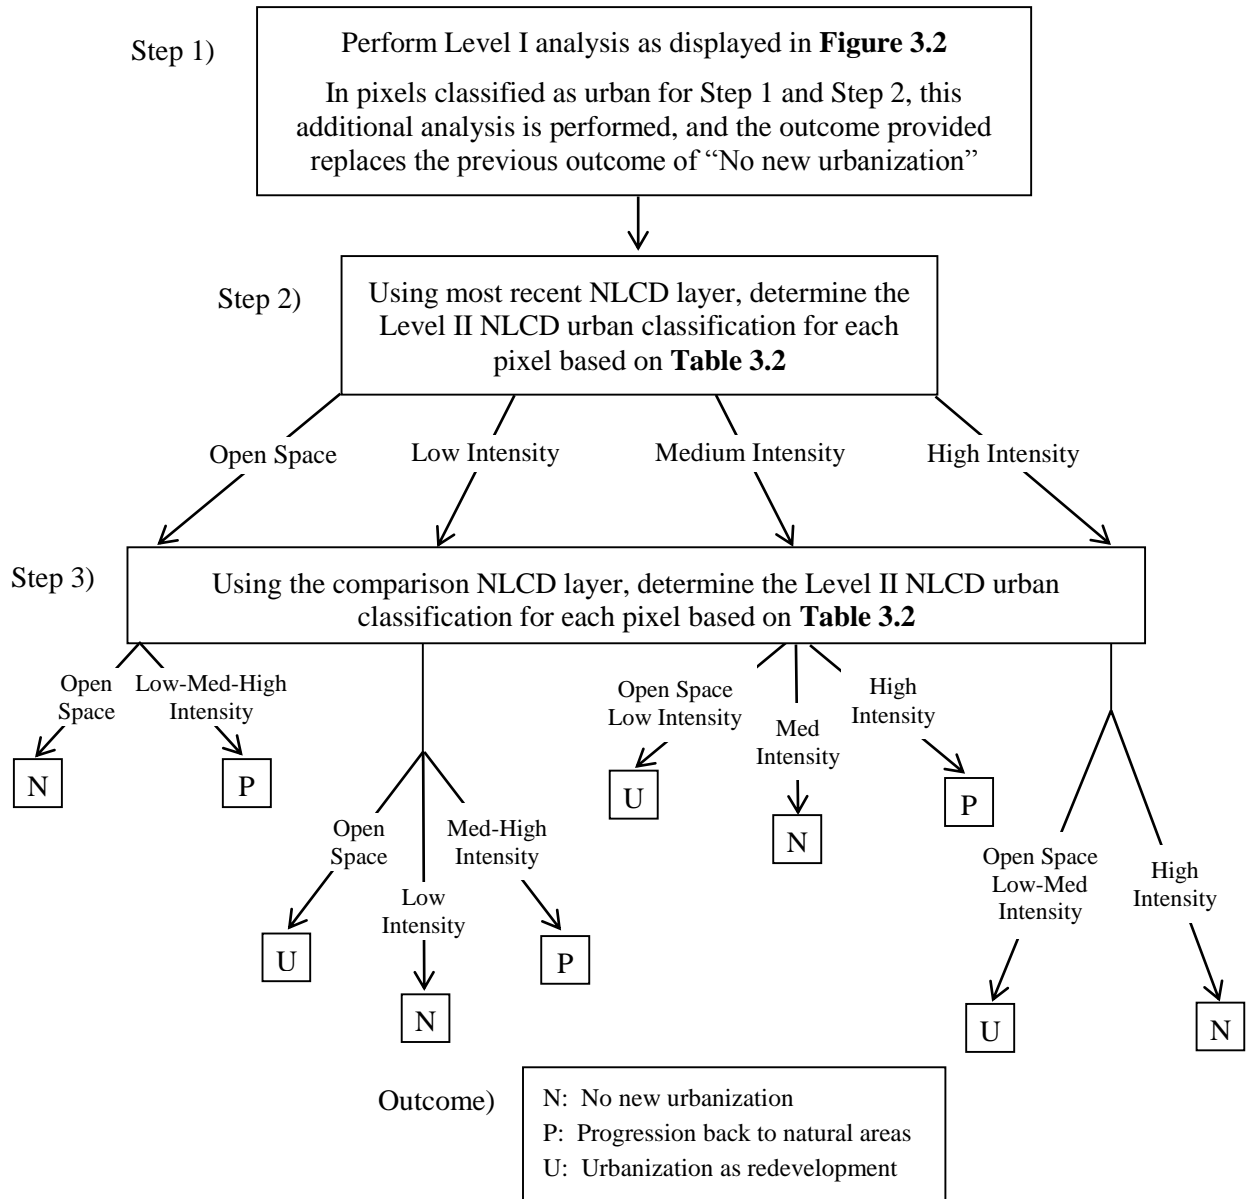 Step 1)
Perform Level I analysis as displayed in Figure 3.2
In pixels classified as urban for Step 1 and Step 2, this
additional analysis is performed, and the outcome provided
replaces the previous outcome of “No new urbanization”
Step 2)
Using most recent NLCD layer, determine the
Level II NLCD urban classification for each
pixel based on Table 3.2
Open Space
Low Intensity
Medium Intensity
High Intensity
Step 3)
Using the comparison NLCD layer, determine the Level II NLCD urban
classification for each pixel based on Table 3.2
Open
Space
Low-Med-High
Intensity
N
P
Open
Space
Low
Intensity
Med-High
Intensity
U
N
P
Open Space
Low Intensity
Med
Intensity
High
Intensity
U
N
P
Open Space
Low-Med
Intensity
High
Intensity
U
N
Outcome)
N: No new urbanization
P: Progression back to natural areas
U: Urbanization as redevelopment